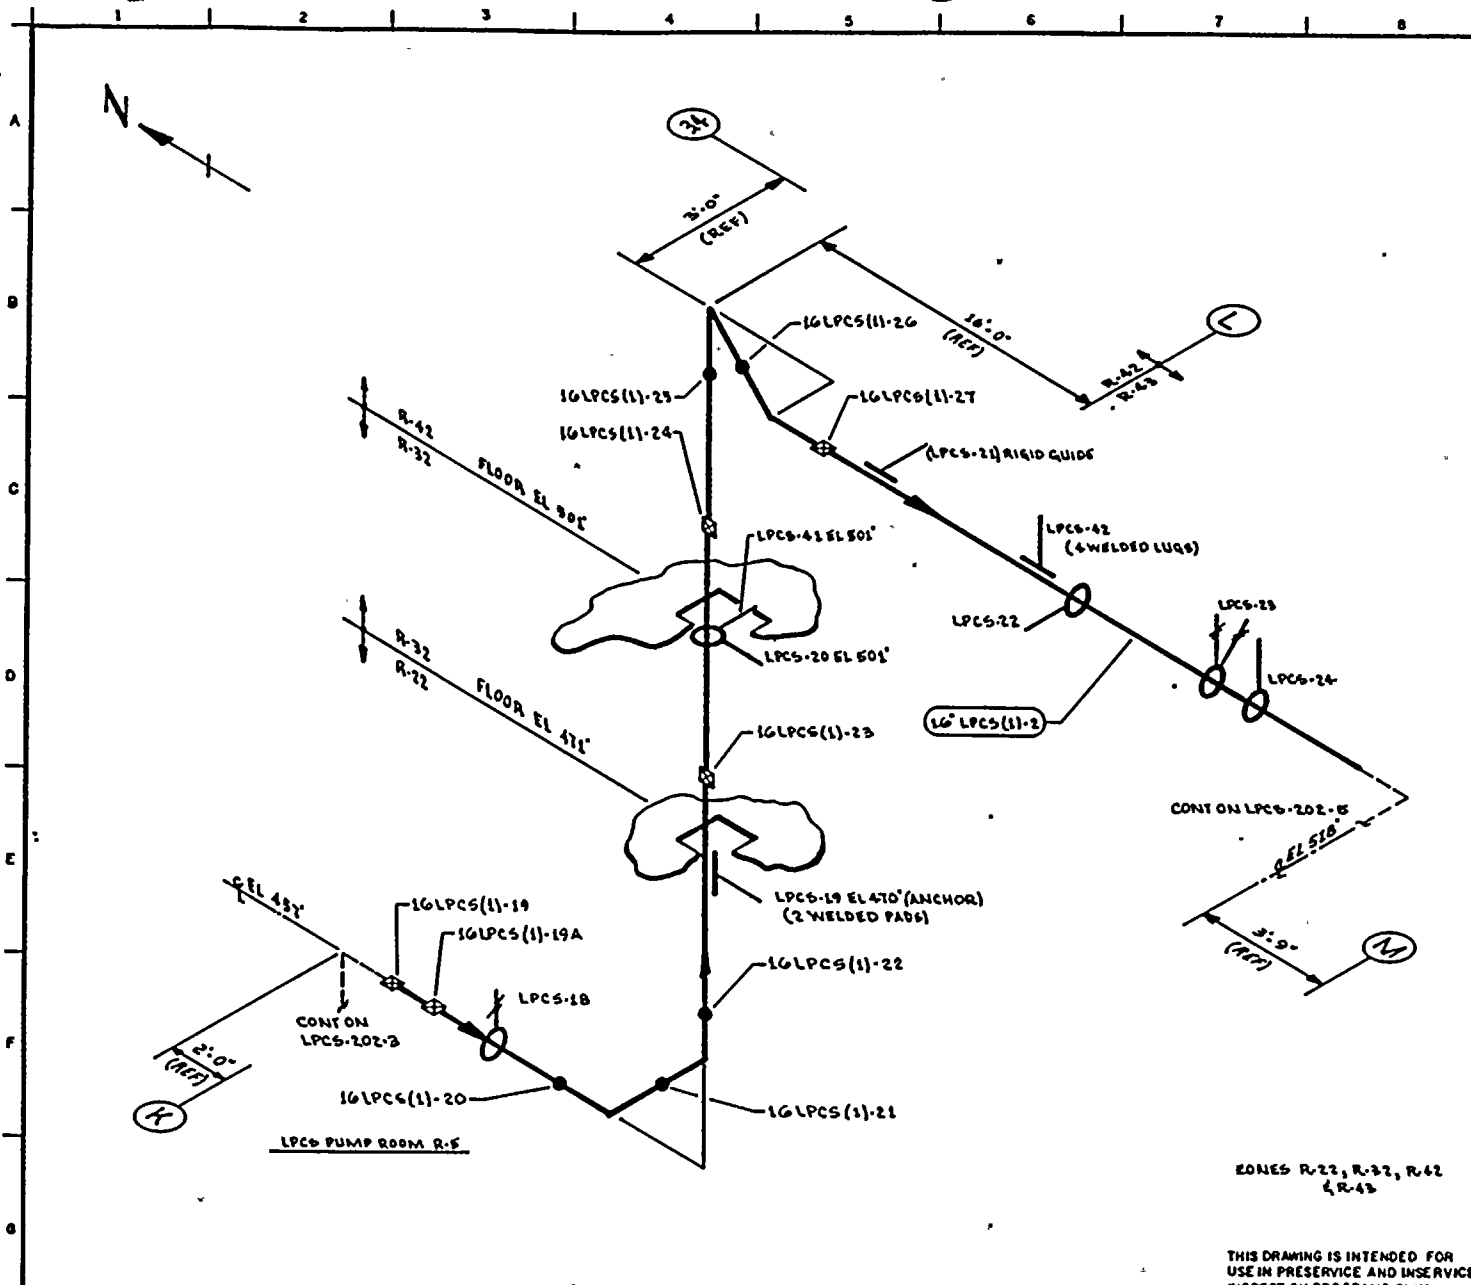 1 2 3 4 5 6 7 8
A
B
C
D
E
F
G
N
34
3'-0"
(REF)
16'-0"
(REF)
L
R-42
R-43
16LPCS(1)-26
16LPCS(1)-25
16LPCS(1)-27
16LPCS(1)-24
(LPCS-21) RIGID GUIDE
R-42
R-32
FLOOR EL 501'
LPCS-41 EL 501'
LPCS-42
(4 WELDED LUGS)
LPCS-22
LPCS-23
LPCS-24
LPCS-20 EL 501'
R-32
R-22
FLOOR EL 471'
16" LPCS(1)-2
16LPCS(1)-23
CONT ON LPCS-202-5
EL 518'
LPCS-19 EL 470' (ANCHOR)
(2 WELDED PADS)
3'-9"
(REF)
M
16LPCS(1)-19
16LPCS(1)-19A
16LPCS(1)-22
LPCS-18
CONT ON
LPCS-202-3
2'-0"
(REF)
K
16LPCS(1)-20
16LPCS(1)-21
LPCS PUMP ROOM R-5
ZONES R-22, R-32, R-42
& R-43
THIS DRAWING IS INTENDED FOR
USE IN PRESERVICE AND INSERVICE